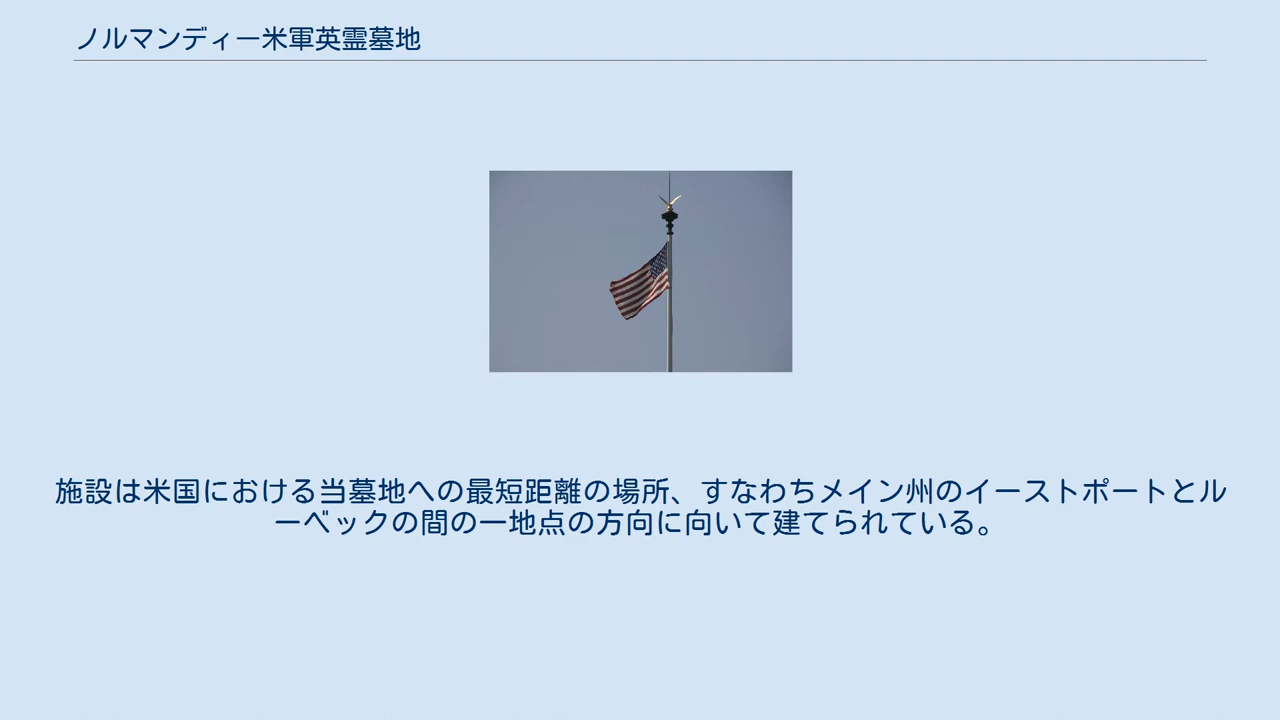 ノルマンディー米軍英霊墓地
施設は米国における当墓地への最短距離の場所、すなわちメイン州のイーストポートとル
ーベックの間の一地点の方向に向いて建てられている。